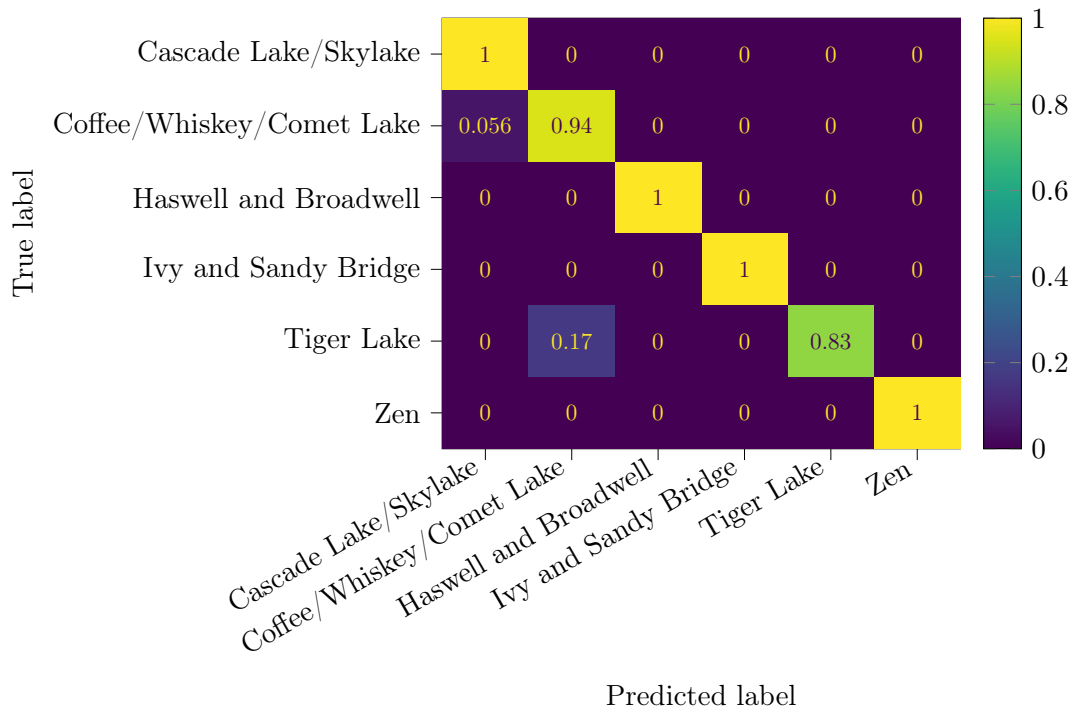 Cascade Lake/Skylake 1 0 0 0 0 0
Coffee/Whiskey/Comet Lake 0.056 0.94 0 0 0 0
Haswell and Broadwell 0 0 1 0 0 0
Ivy and Sandy Bridge 0 0 0 1 0 0
Tiger Lake 0 0.17 0 0 0.83 0
Zen 0 0 0 0 0 1
True label
Cascade Lake/Skylake
Coffee/Whiskey/Comet Lake
Haswell and Broadwell
Ivy and Sandy Bridge
Tiger Lake
Zen
Predicted label
1
0.8
0.6
0.4
0.2
0